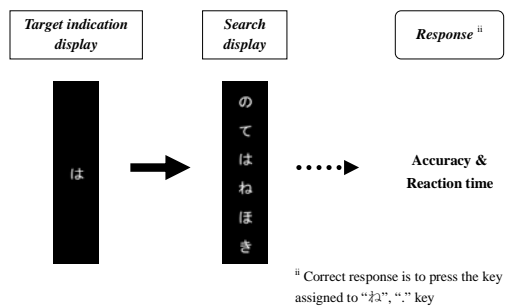 Target indication display
Search display
Response ii
は
の
て
は
ね
ほ
き
Accuracy &
Reaction time
ii Correct response is to press the key
assigned to “ね”, “.” key